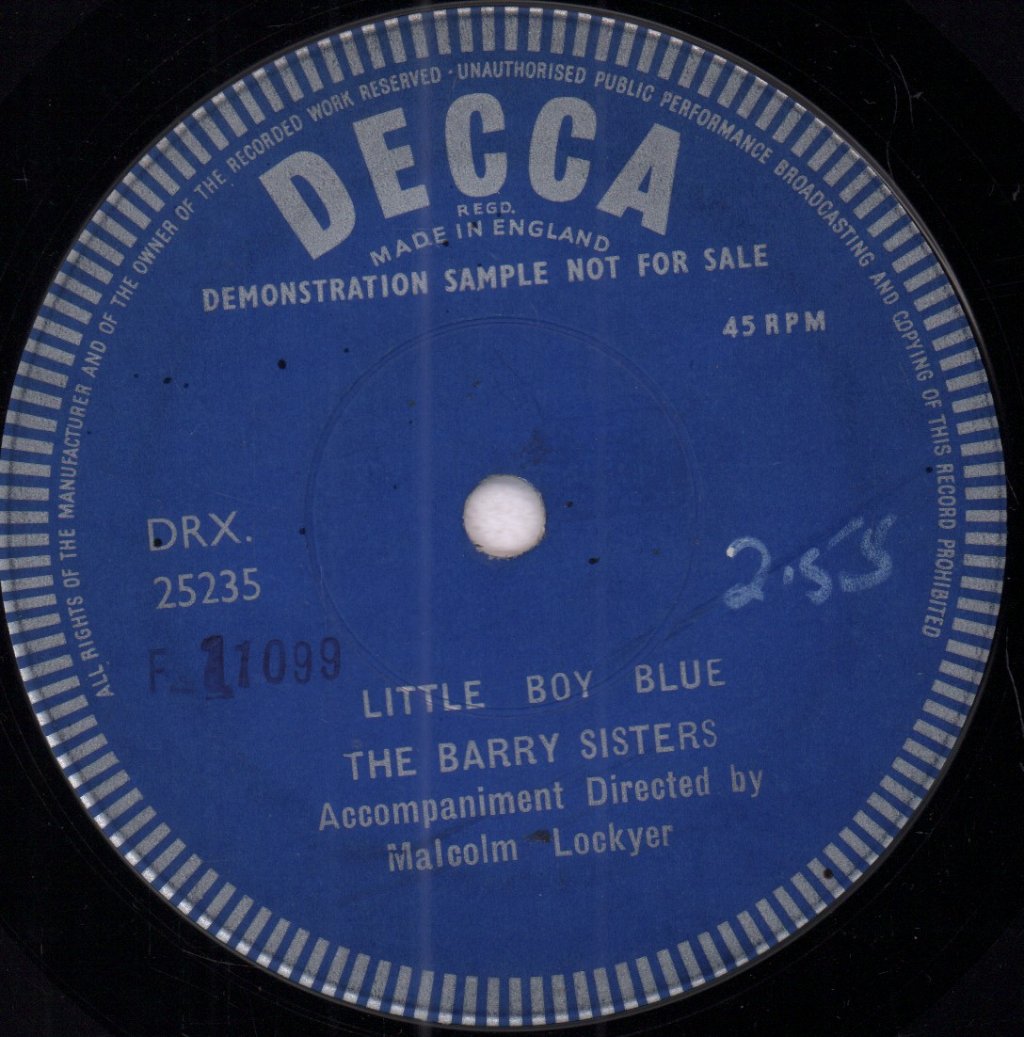 ALL RIGHTS OF THE MANUFACTURER AND OF THE OWNER OF THE RECORDED WORK RESERVED · UNAUTHORISED PUBLIC PERFORMANCE BROADCASTING AND COPYING OF THIS RECORD PROHIBITED
DECCA
REGD.
MADE IN ENGLAND
DEMONSTRATION SAMPLE NOT FOR SALE
45 RPM
DRX.
25235
2.55
F-11099
LITTLE BOY BLUE
THE BARRY SISTERS
Accompaniment Directed by
Malcolm Lockyer